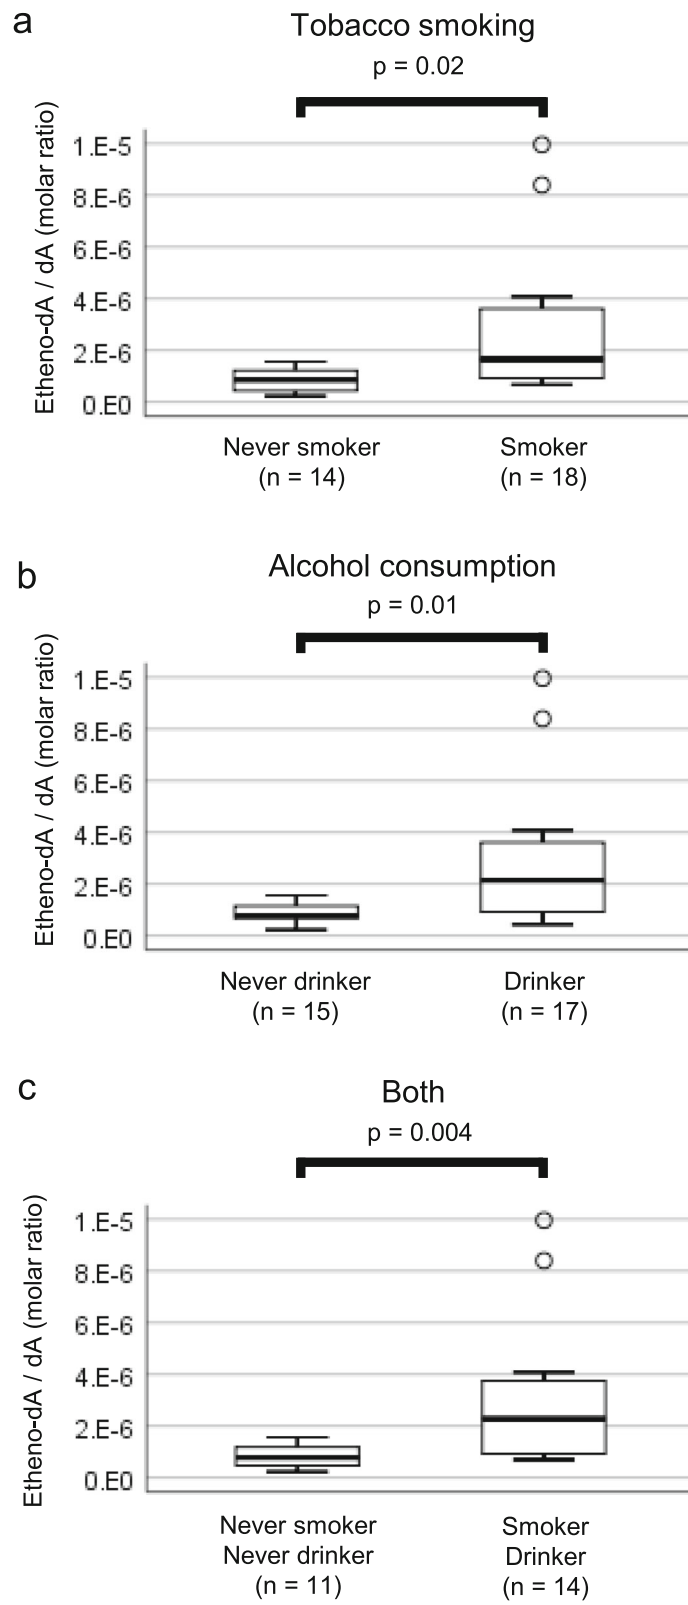 a
Tobacco smoking
p = 0.02
Etheno-dA / dA (molar ratio)
1.E-5
8.E-6
6.E-6
4.E-6
2.E-6
0.E0
Never smoker
(n = 14)
Smoker
(n = 18)
b
Alcohol consumption
p = 0.01
Etheno-dA / dA (molar ratio)
1.E-5
8.E-6
6.E-6
4.E-6
2.E-6
0.E0
Never drinker
(n = 15)
Drinker
(n = 17)
c
Both
p = 0.004
Etheno-dA / dA (molar ratio)
1.E-5
8.E-6
6.E-6
4.E-6
2.E-6
0.E0
Never smoker
Never drinker
(n = 11)
Smoker
Drinker
(n = 14)